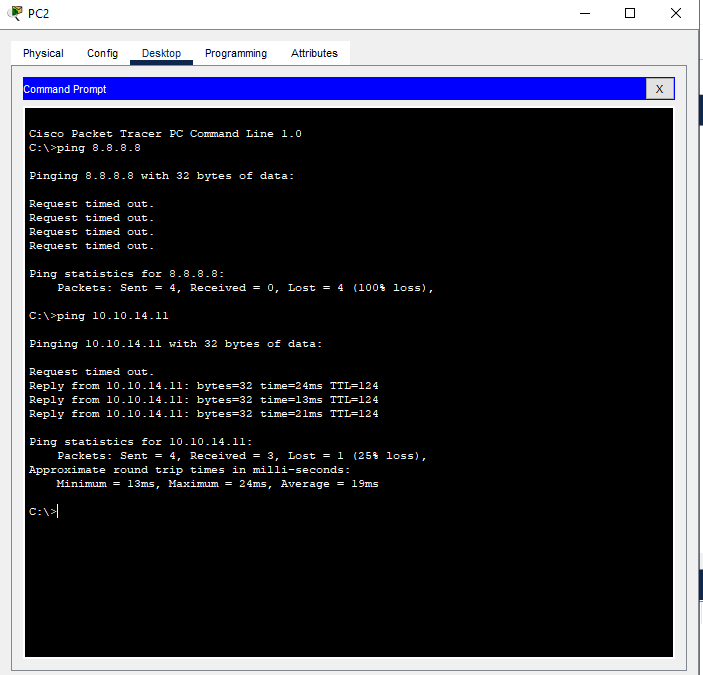 PC2
Physical Config Desktop Programming Attributes
Command Prompt X
Cisco Packet Tracer PC Command Line 1.0
C:\>ping 8.8.8.8
Pinging 8.8.8.8 with 32 bytes of data:
Request timed out.
Request timed out.
Request timed out.
Request timed out.
Ping statistics for 8.8.8.8:
Packets: Sent = 4, Received = 0, Lost = 4 (100% loss),
C:\>ping 10.10.14.11
Pinging 10.10.14.11 with 32 bytes of data:
Request timed out.
Reply from 10.10.14.11: bytes=32 time=24ms TTL=124
Reply from 10.10.14.11: bytes=32 time=13ms TTL=124
Reply from 10.10.14.11: bytes=32 time=21ms TTL=124
Ping statistics for 10.10.14.11:
Packets: Sent = 4, Received = 3, Lost = 1 (25% loss),
Approximate round trip times in milli-seconds:
Minimum = 13ms, Maximum = 24ms, Average = 19ms
C:\>